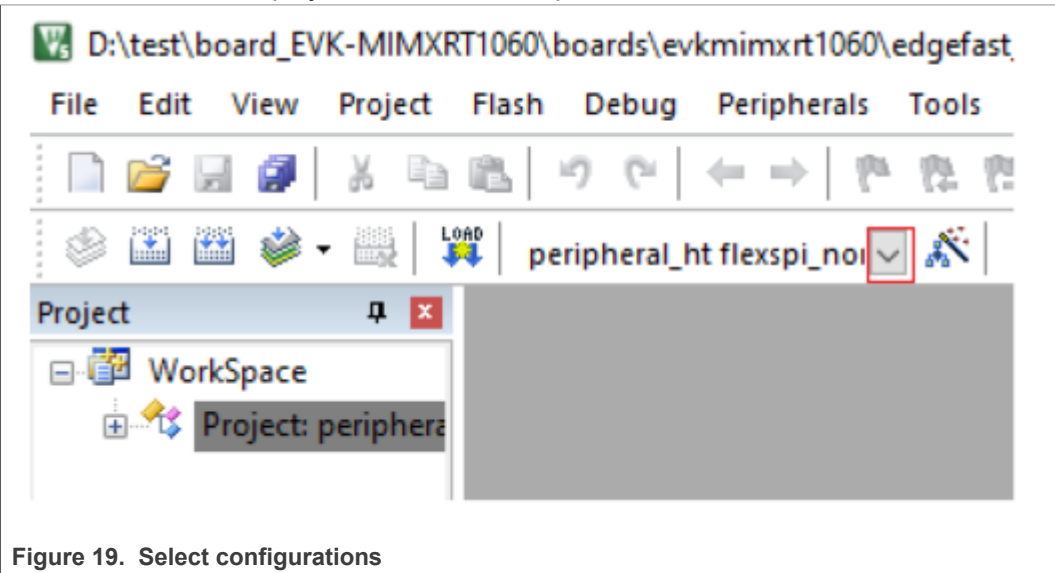 D:\test\board_EVK-MIMXRT1060\boards\evkmimxrt1060\edgefast_
File Edit View Project Flash Debug Peripherals Tools
LOAD peripheral_ht flexspi_nor
Project
WorkSpace
Project: periphera
Figure 19. Select configurations